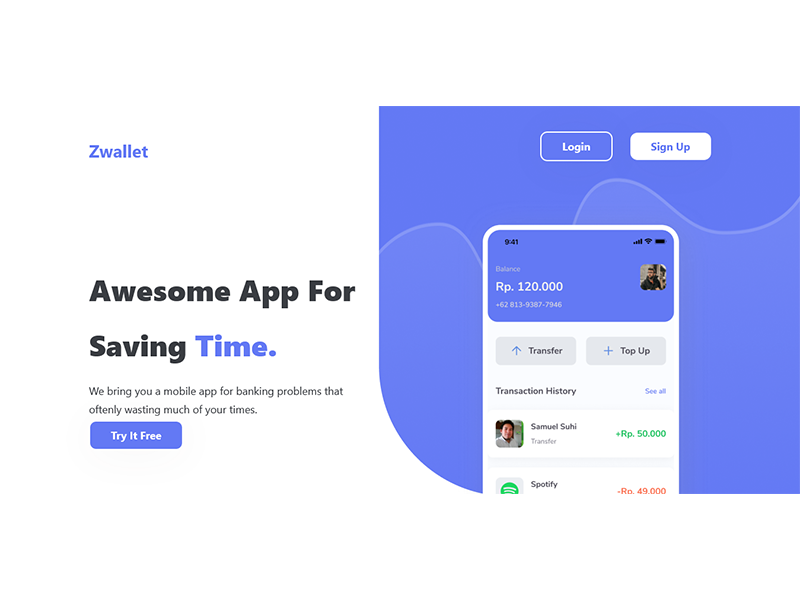 Zwallet
Login
Sign Up
Awesome App For
Saving Time.
We bring you a mobile app for banking problems that
oftenly wasting much of your times.
Try It Free
9:41
Balance
Rp. 120.000
+62 813-9387-7946
Transfer
Top Up
Transaction History
See all
Samuel Suhi
Transfer
+Rp. 50.000
Spotify
-Rp. 49.000